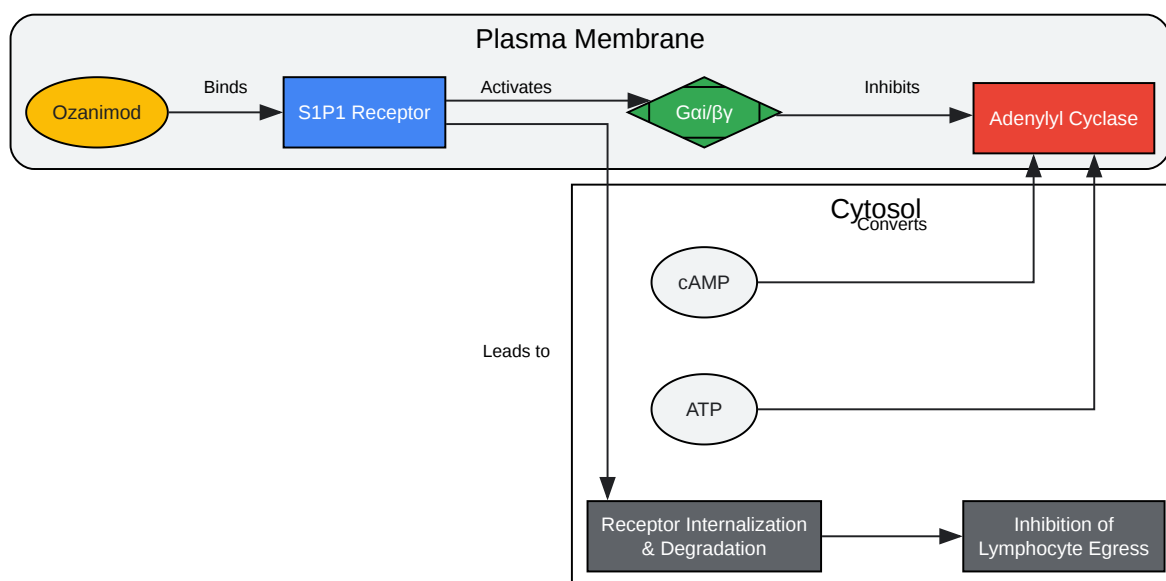 Plasma Membrane
Ozanimod
Binds
S1P1 Receptor
Activates
Gαi/βγ
Inhibits
Adenylyl Cyclase
Cytosol
Converts
cAMP
Leads to
ATP
Receptor Internalization
& Degradation
Inhibition of
Lymphocyte Egress